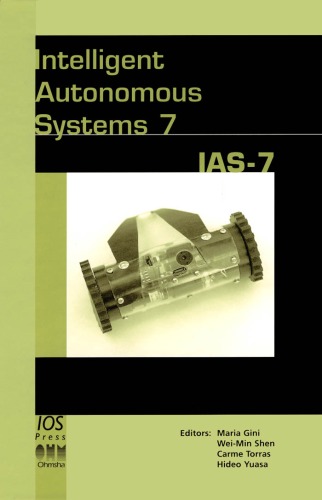 Intelligent
Autonomous
Systems 7
IAS-7
Editors: Maria Gini
Wei-Min Shen
Carme Torras
Hideo Yuasa
IOS
Press
OHM
Ohmsha